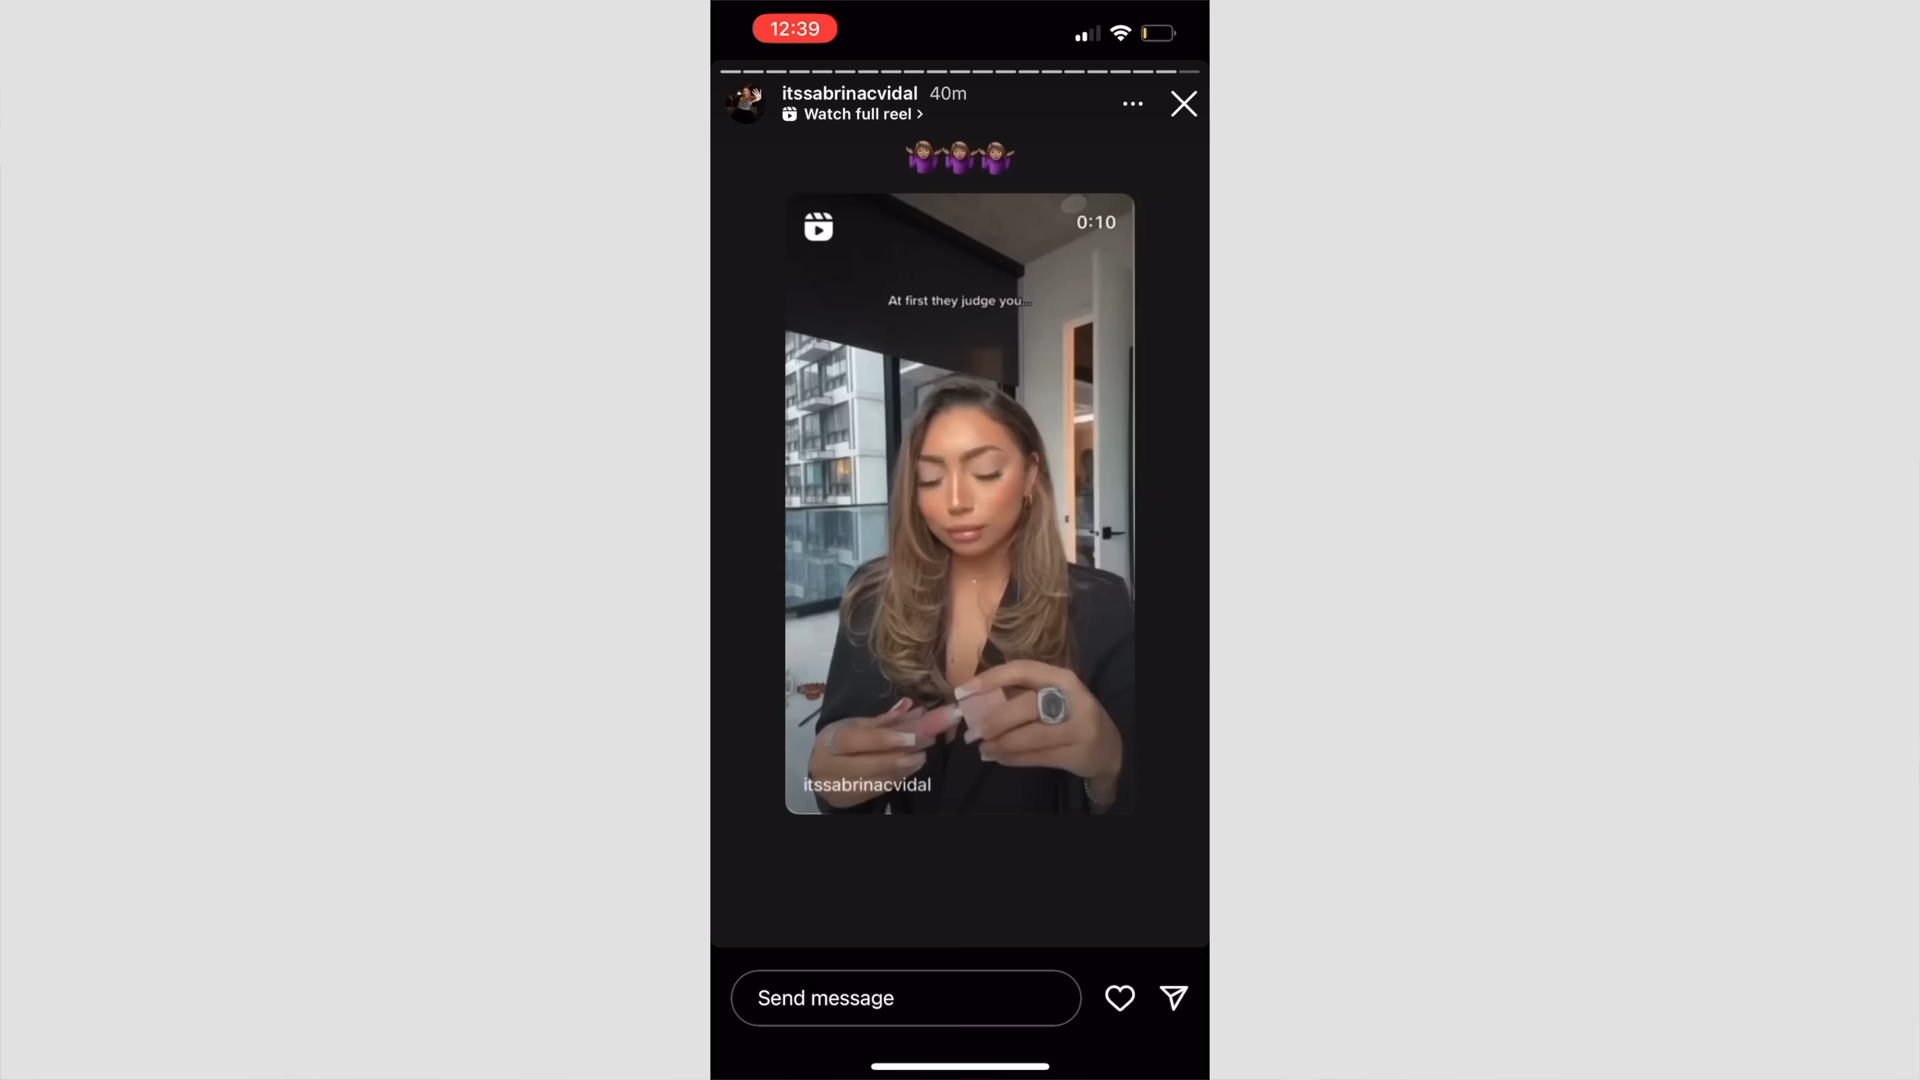 12:39
itssabrinacvidal 40m
Watch full reel >
0:10
At first they judge you...
itssabrinacvidal
Send message